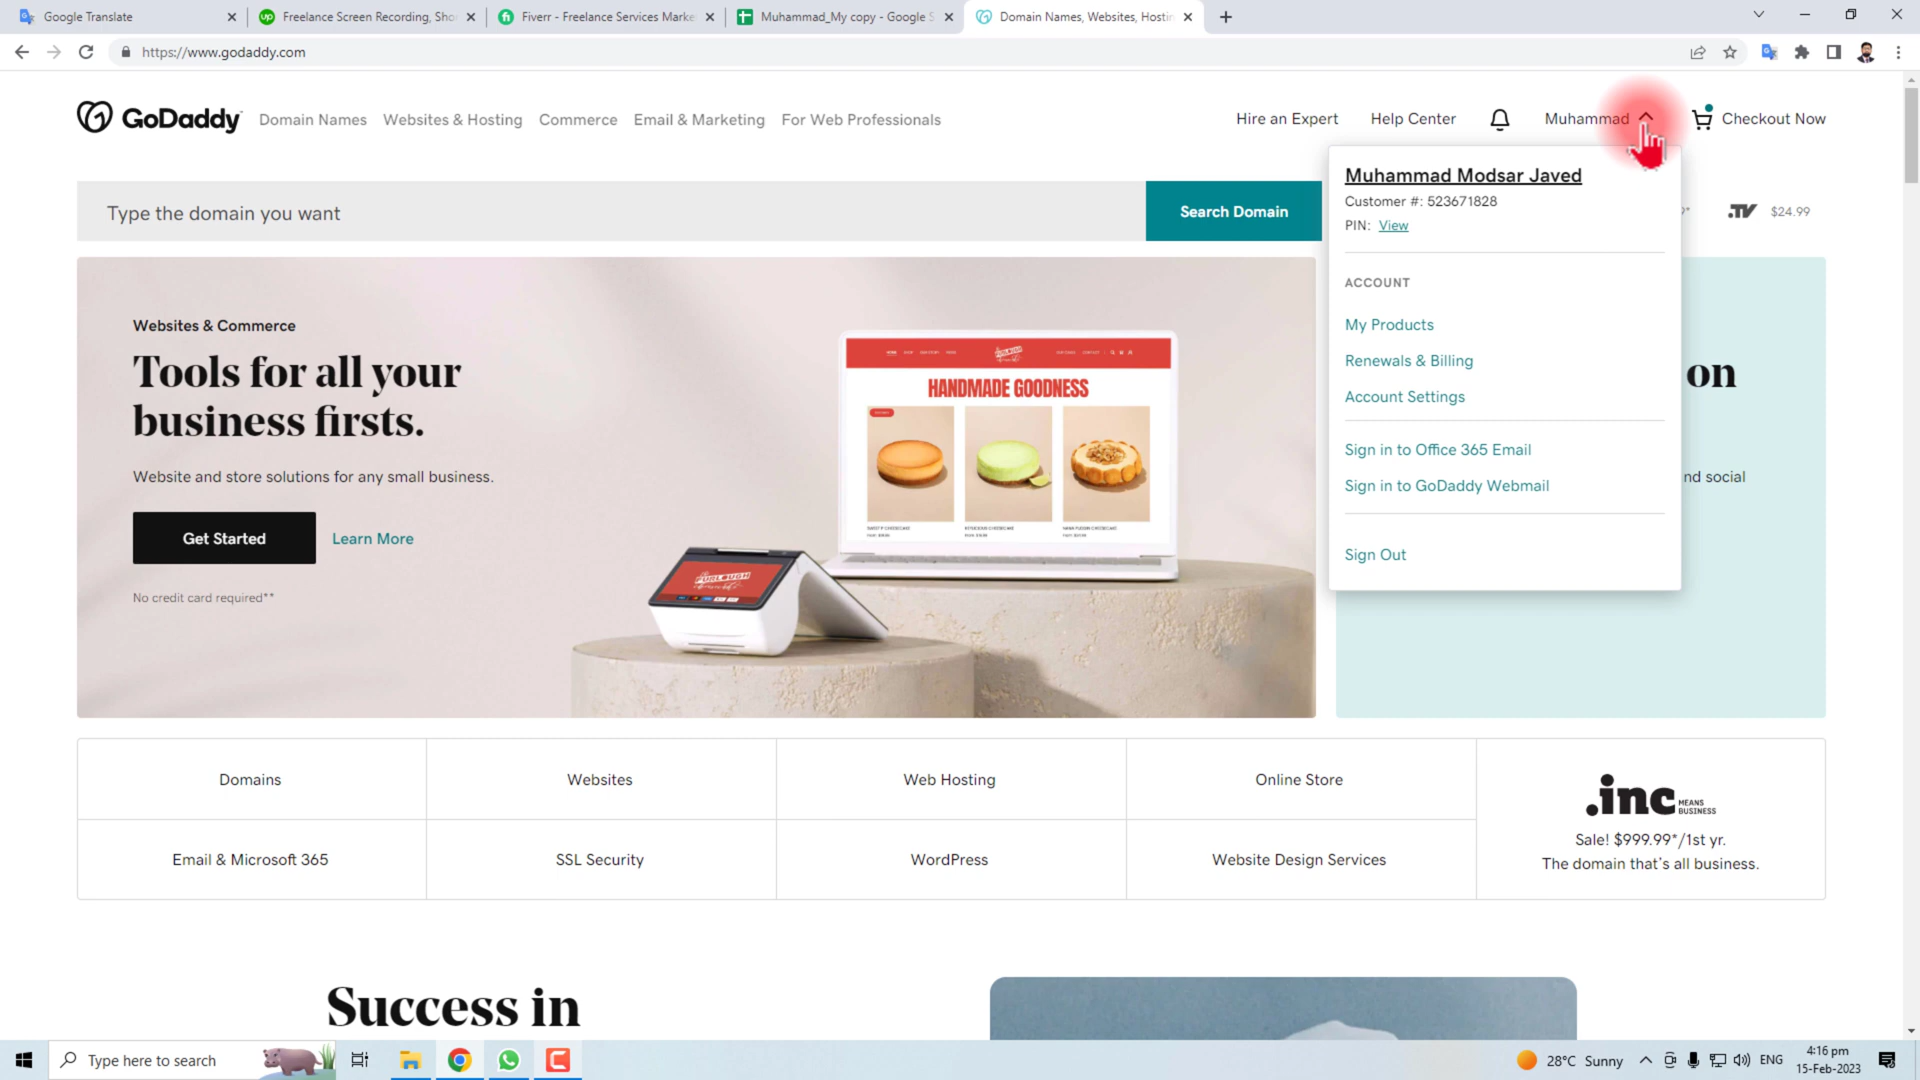 Google Translate
Freelance Screen Recording, Sho
Fiverr - Freelance Services Marke
Muhammad_My copy - Google S
Domain Names, Websites, Hostin
https://www.godaddy.com
GoDaddy
Domain Names
Websites & Hosting
Commerce
Email & Marketing
For Web Professionals
Hire an Expert
Help Center
Muhammad
Checkout Now
Type the domain you want
Search Domain
.TV
$24.99
Muhammad Modsar Javed
Customer #: 523671828
PIN: View
ACCOUNT
My Products
Renewals & Billing
Account Settings
Sign in to Office 365 Email
Sign in to GoDaddy Webmail
Sign Out
Websites & Commerce
Tools for all your
business firsts.
Website and store solutions for any small business.
Get Started
Learn More
No credit card required**
HANDMADE GOODNESS
on
nd social
Domains
Websites
Web Hosting
Online Store
Email & Microsoft 365
SSL Security
WordPress
Website Design Services
.inc MEANS
BUSINESS
Sale! $999.99*/1st yr.
The domain that's all business.
Success in
Type here to search
28°C Sunny
ENG
4:16 pm
15-Feb-2023